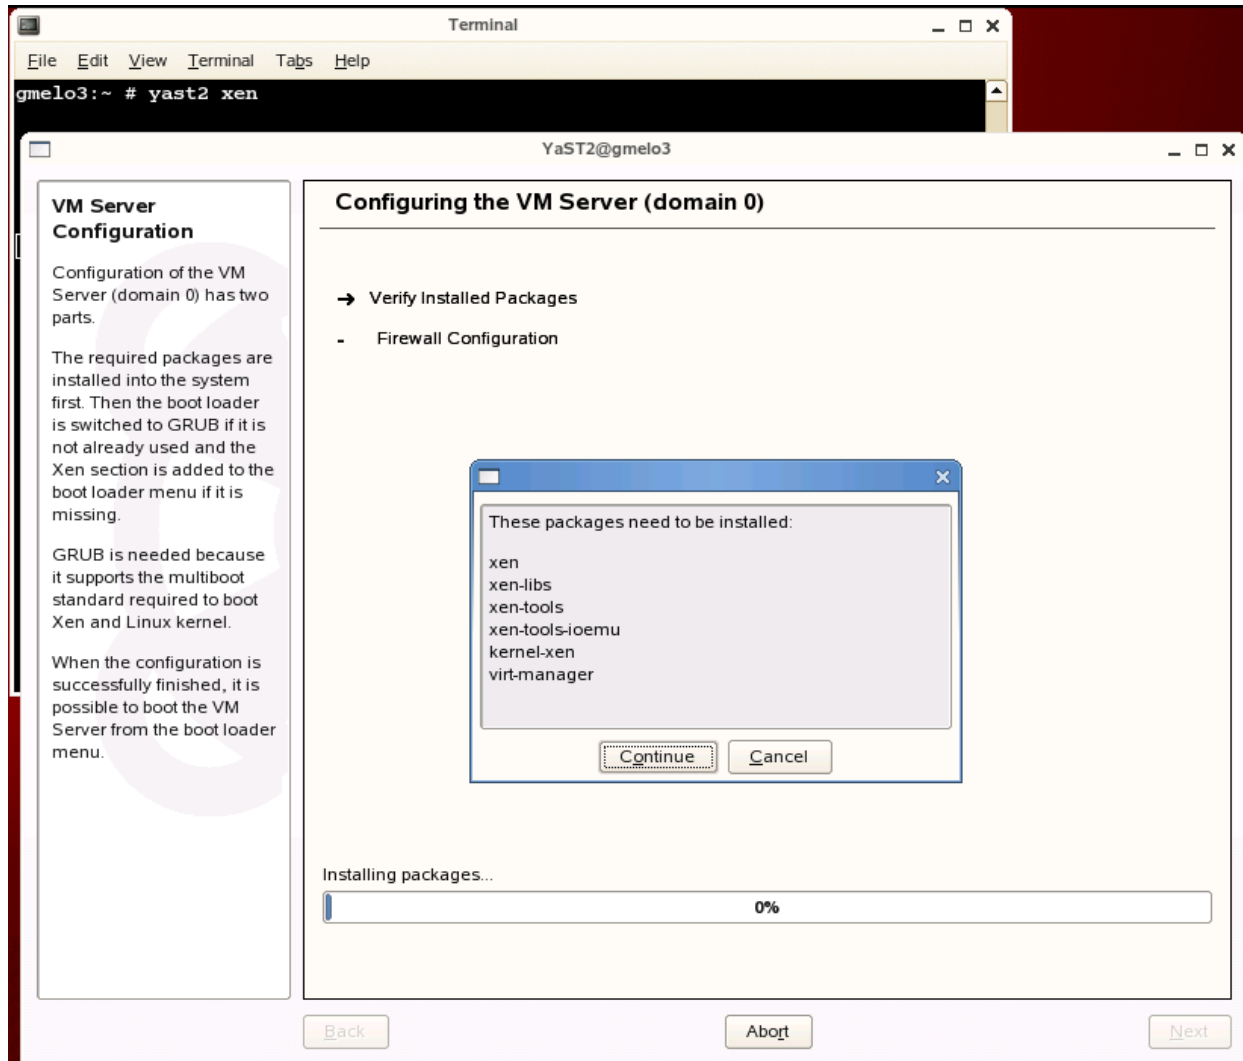 Terminal
File Edit View Terminal Tabs Help
gmelo3:~ # yast2 xen
YaST2@gmelo3
VM Server
Configuration
Configuration of the VM
Server (domain 0) has two
parts.
The required packages are
installed into the system
first. Then the boot loader
is switched to GRUB if it is
not already used and the
Xen section is added to the
boot loader menu if it is
missing.
GRUB is needed because
it supports the multiboot
standard required to boot
Xen and Linux kernel.
When the configuration is
successfully finished, it is
possible to boot the VM
Server from the boot loader
menu.
Configuring the VM Server (domain 0)
➔ Verify Installed Packages
- Firewall Configuration
These packages need to be installed:
xen
xen-libs
xen-tools
xen-tools-ioemu
kernel-xen
virt-manager
Continue Cancel
Installing packages...
0%
Back Abort Next